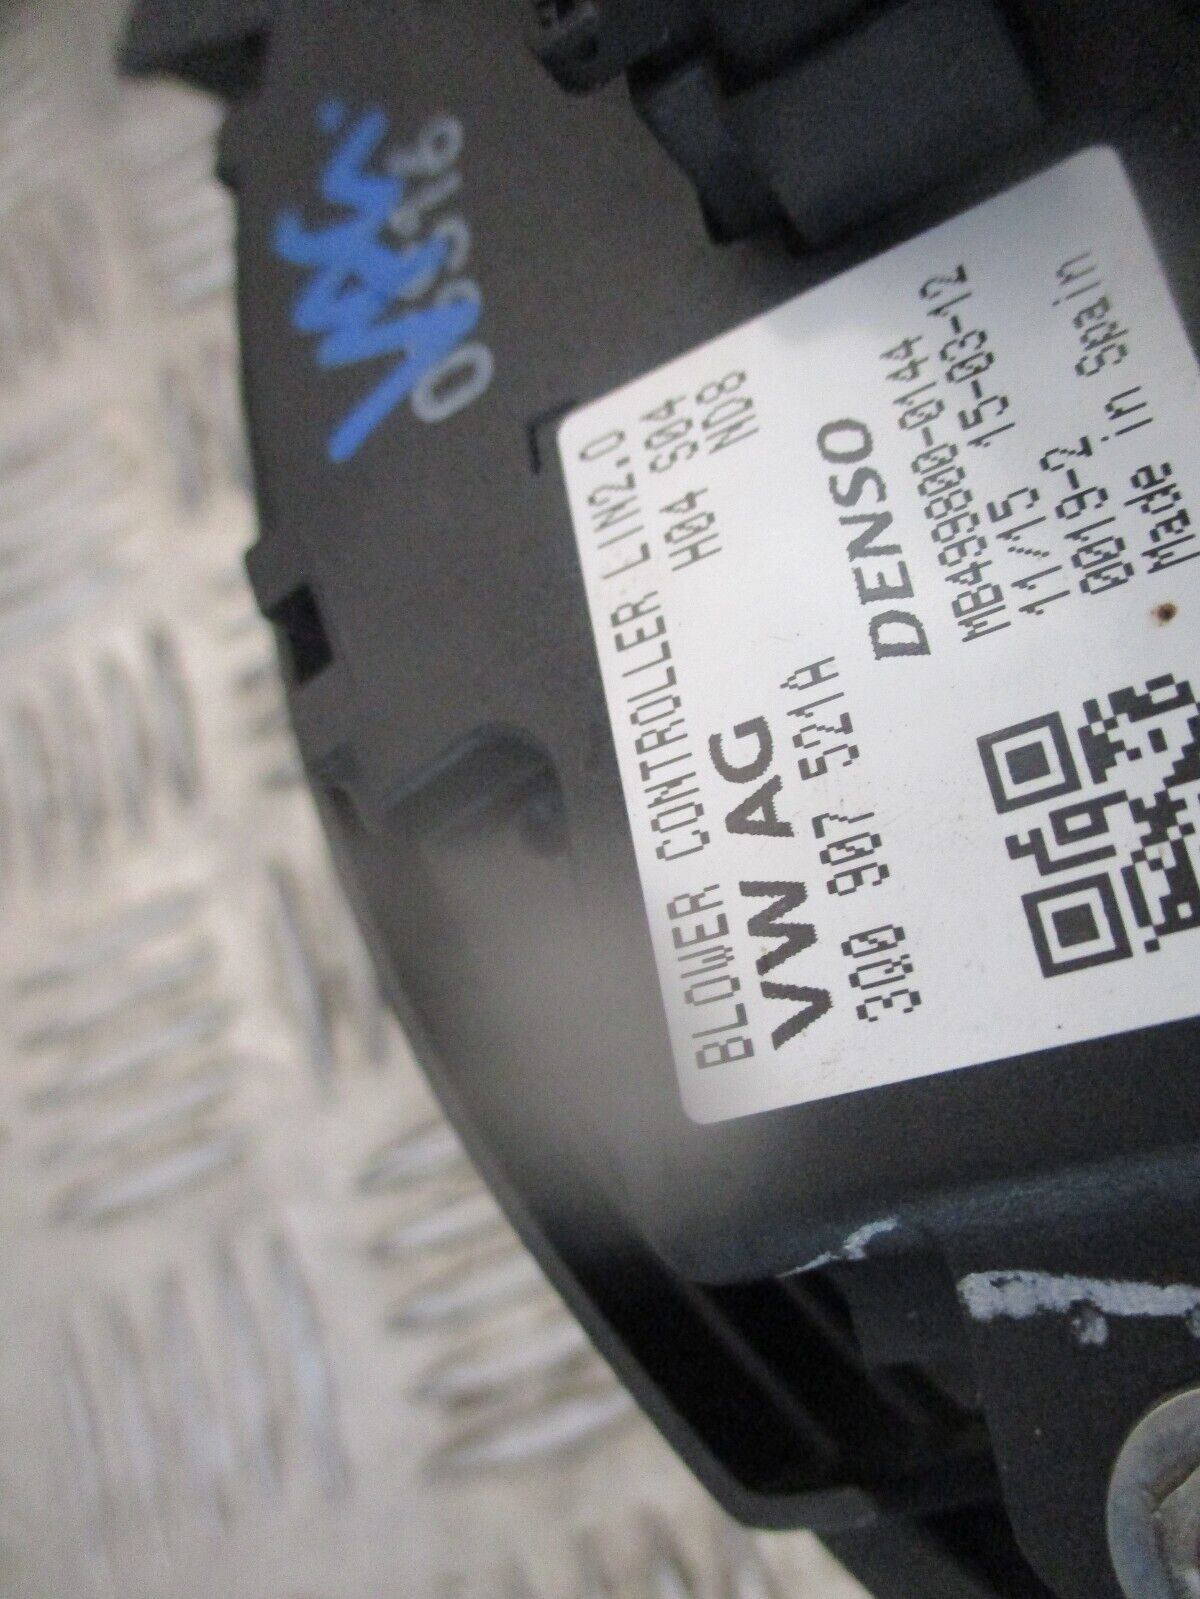 BLOWER CONTROLLER LIN2.0
VW AG H04 S04
3Q0 907 521A ND8
DENSO
MB499800-0144
11/15 15-03-12
0019-2
Made in Spain